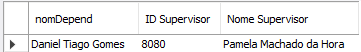 nomDepend ID Supervisor Nome Supervisor
Daniel Tiago Gomes 8080 Pamela Machado da Hora